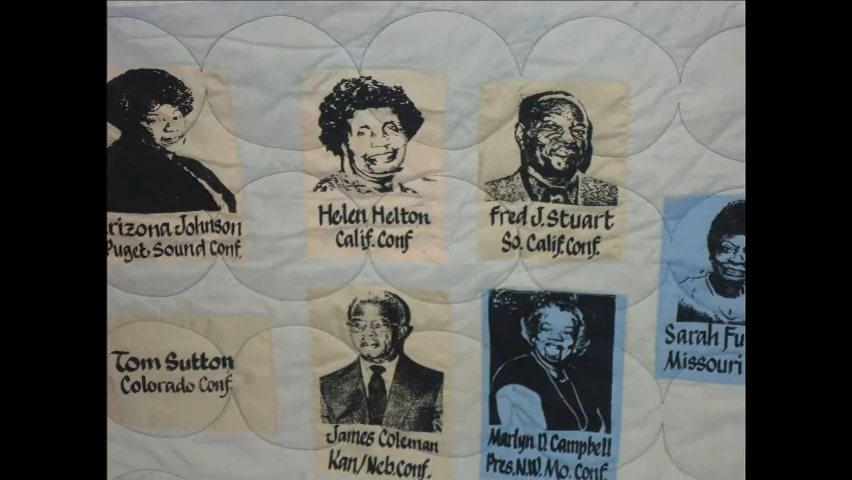 rizona Johnson
Puget Sound Conf.
Helen Helton
Calif. Conf
Fred J. Stuart
So. Calif. Conf.
Sarah Fu
Missouri
Tom Sutton
Colorado Conf.
James Coleman
Kan/Neb. conf.
Marlyn D. Campbell
Pres. N.W. Mo. Conf.